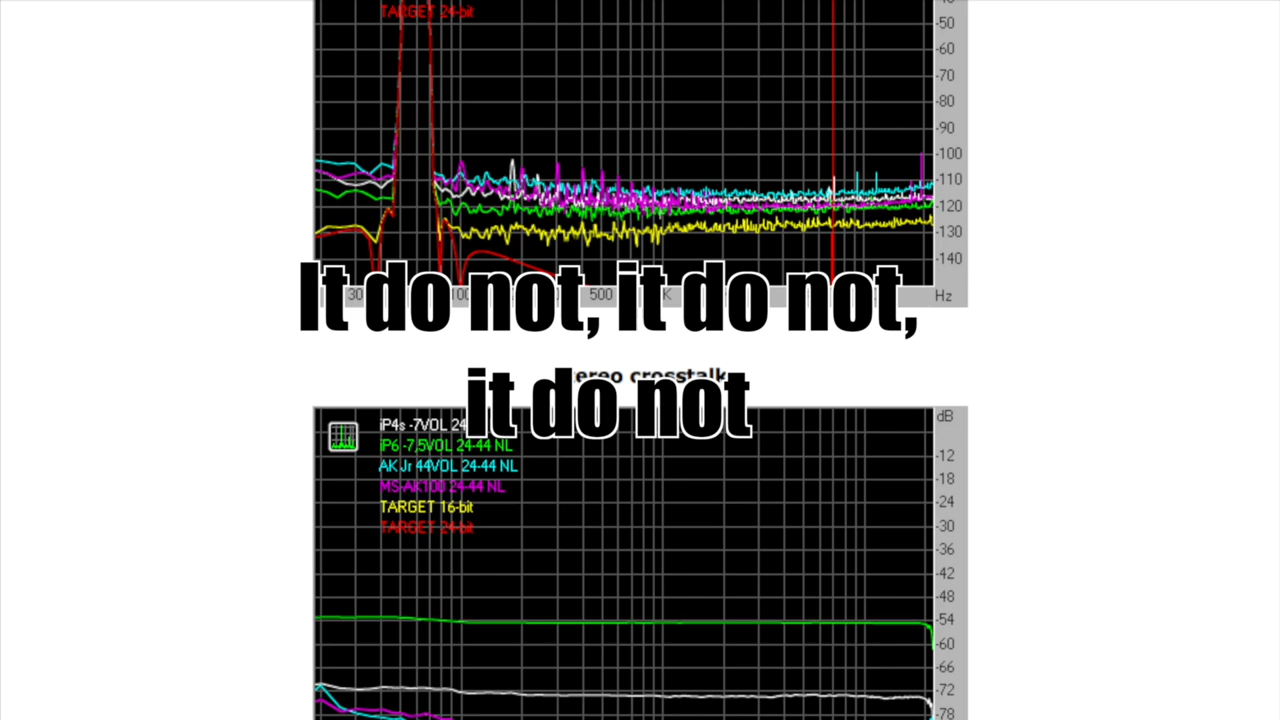 TARGET 24-bit
-50
-60
-70
-80
-90
-100
-110
-120
-130
-140
30 100 500 K Hz
It do not, it do not,
stereo crosstalk
it do not
dB
iP4s -7VOL 24
iP6 -7,5VOL 24-44 NL
AK Jr 44VOL 24-44 NL
MS-AK100 24-44 NL
TARGET 16-bit
TARGET 24-bit
-12
-18
-24
-30
-36
-42
-48
-54
-60
-66
-72
-78